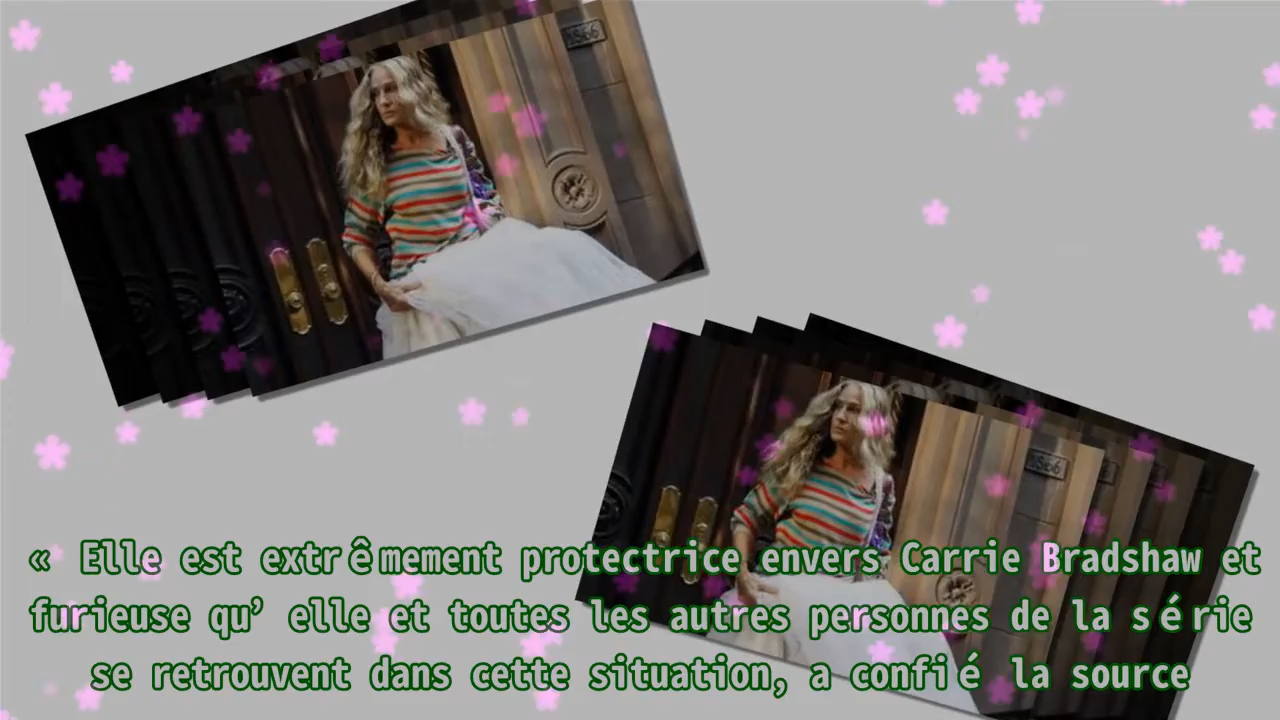 « Elle est extrêmement protectrice envers Carrie Bradshaw et
furieuse qu’ elle et toutes les autres personnes de la série
se retrouvent dans cette situation, a confié la source